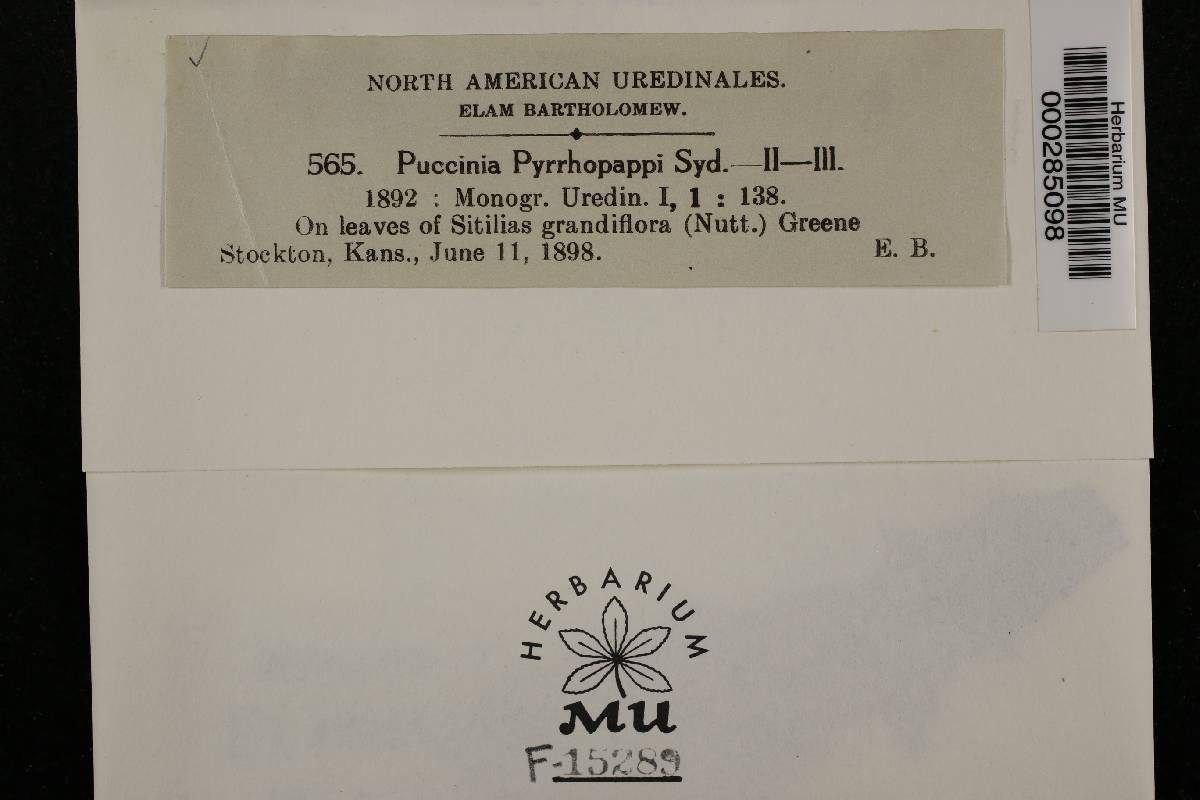 NORTH AMERICAN UREDINALES.
ELAM BARTHOLOMEW.
565. Puccinia Pyrrhopappi Syd.—II—III.
1892 : Monogr. Uredin. I, 1 : 138.
On leaves of Sitilias grandiflora (Nutt.) Greene
Stockton, Kans., June 11, 1898. E. B.
Herbarium MU
000285098
HERBARIUM
MU
F-15289